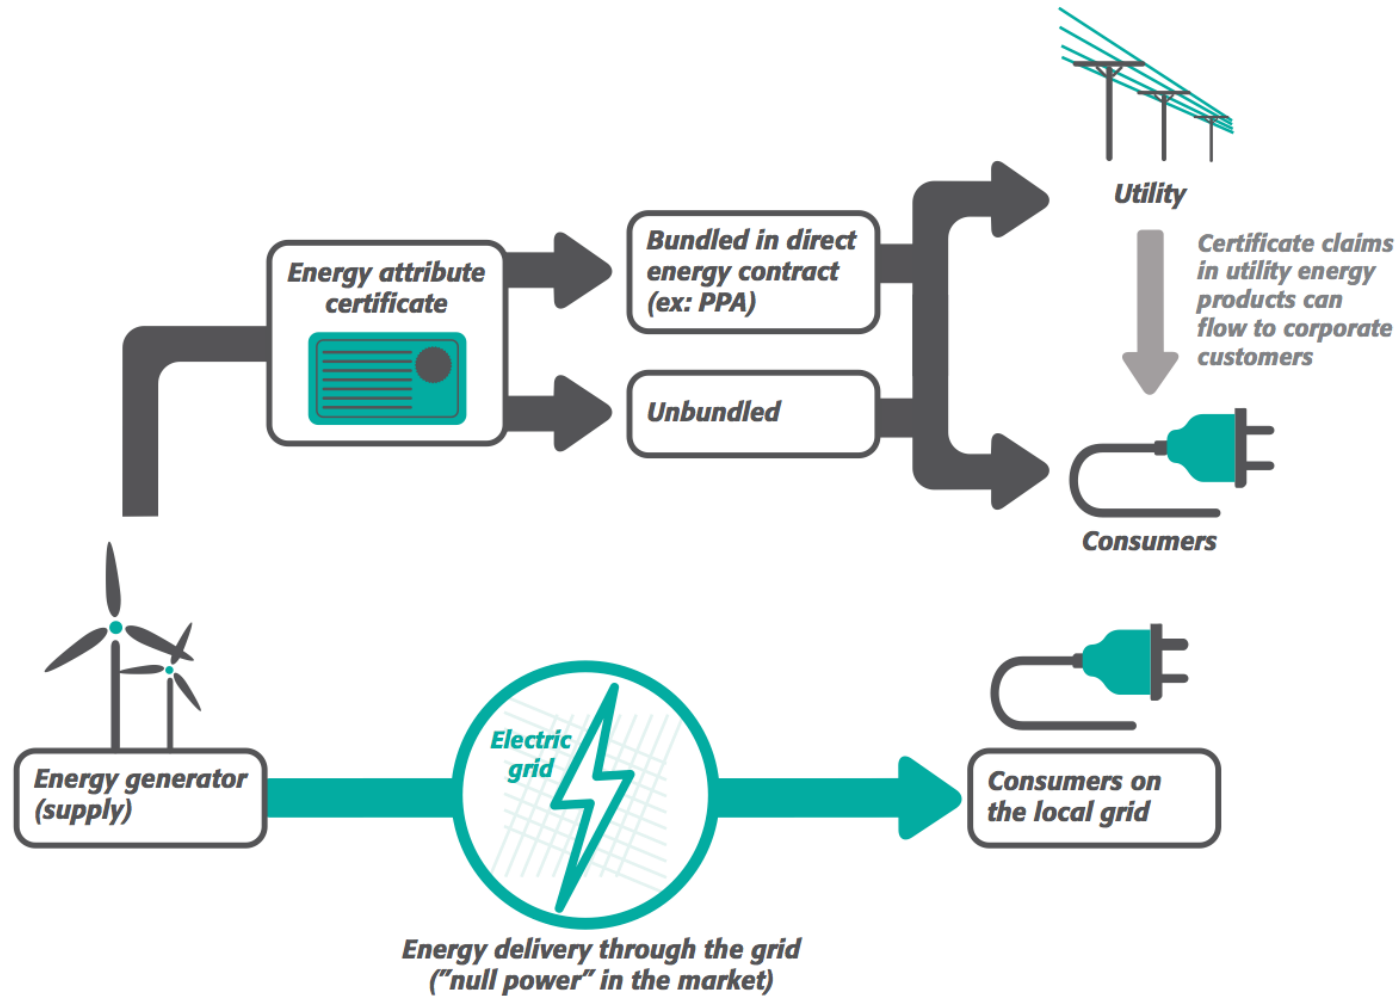 Utility
Certificate claims
in utility energy
products can
flow to corporate
customers
Energy attribute
certificate
Bundled in direct
energy contract
(ex: PPA)
Unbundled
Consumers
Energy generator
(supply)
Electric
grid
Consumers on
the local grid
Energy delivery through the grid
(”null power” in the market)